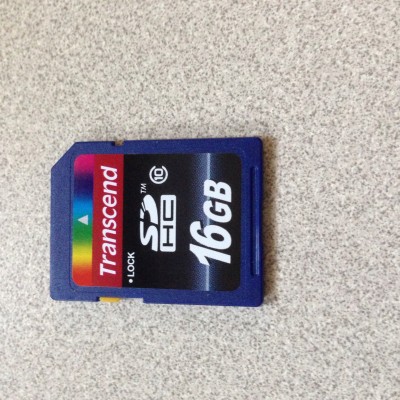 Transcend
LOCK
SD
HC
TM
10
16GB